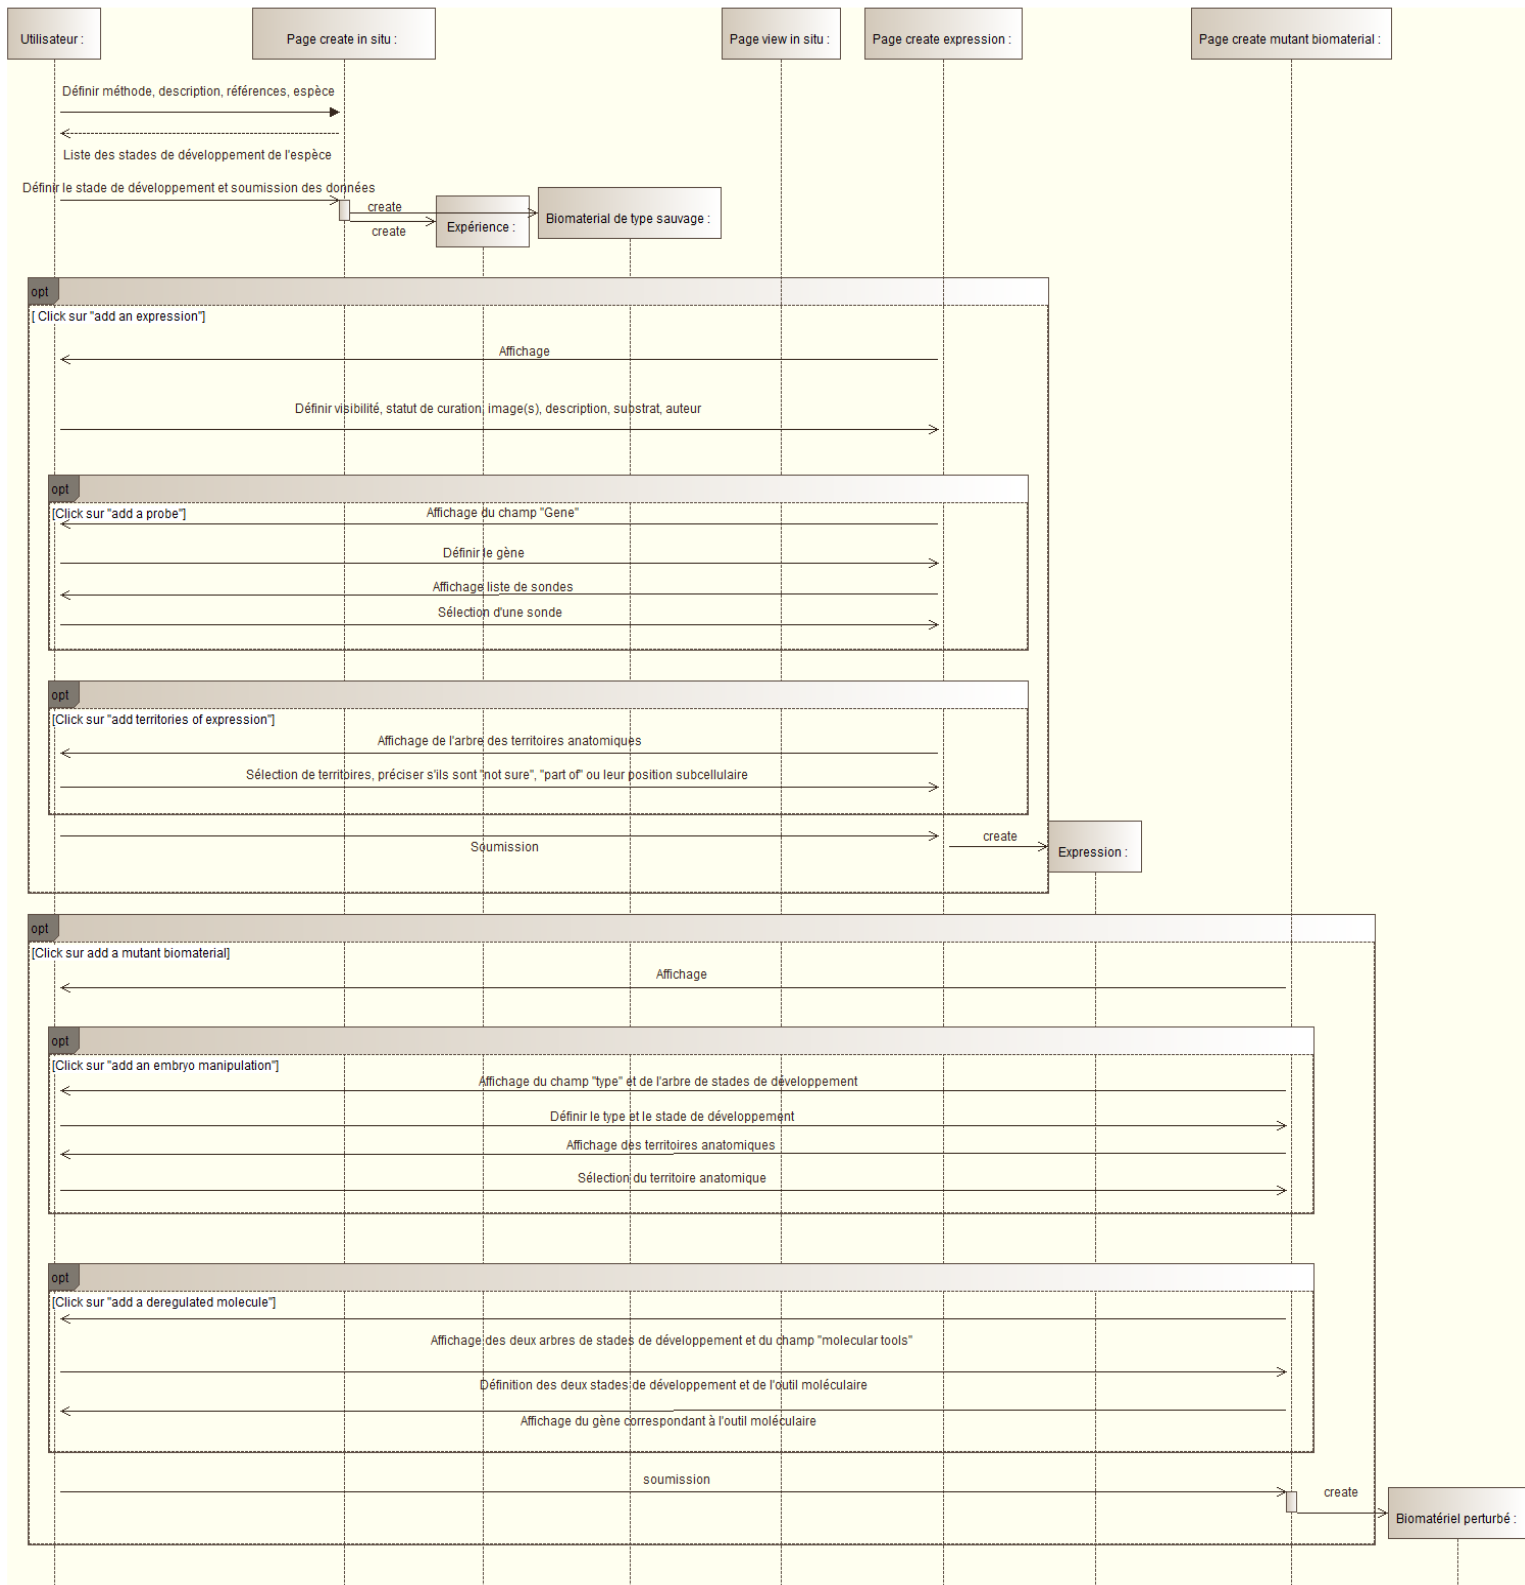 Utilisateur :
Page create in situ :
Page view in situ :
Page create expression :
Page create mutant biomaterial :
Définir méthode, description, références, espèce
Liste des stades de développement de l'espèce
Définir le stade de développement et soumission des données
create
create
Expérience :
Biomaterial de type sauvage :
opt
[ Click sur "add an expression"]
Affichage
Définir visibilité, statut de curation, image(s), description, substrat, auteur
opt
[Click sur "add a probe"]
Affichage du champ "Gene"
Définir le gène
Affichage liste de sondes
Sélection d'une sonde
opt
[Click sur "add territories of expression"]
Affichage de l'arbre des territoires anatomiques
Sélection de territoires, préciser s'ils sont "not sure", "part of" ou leur position subcellulaire
Soumission
create
Expression :
opt
[Click sur add a mutant biomaterial]
Affichage
opt
[Click sur "add an embryo manipulation"]
Affichage du champ "type" et de l'arbre de stades de développement
Définir le type et le stade de développement
Affichage des territoires anatomiques
Sélection du territoire anatomique
opt
[Click sur "add a deregulated molecule"]
Affichage des deux arbres de stades de développement et du champ "molecular tools"
Définition des deux stades de développement et de l'outil moléculaire
Affichage du gène correspondant à l'outil moléculaire
soumission
create
Biomatériel perturbé :